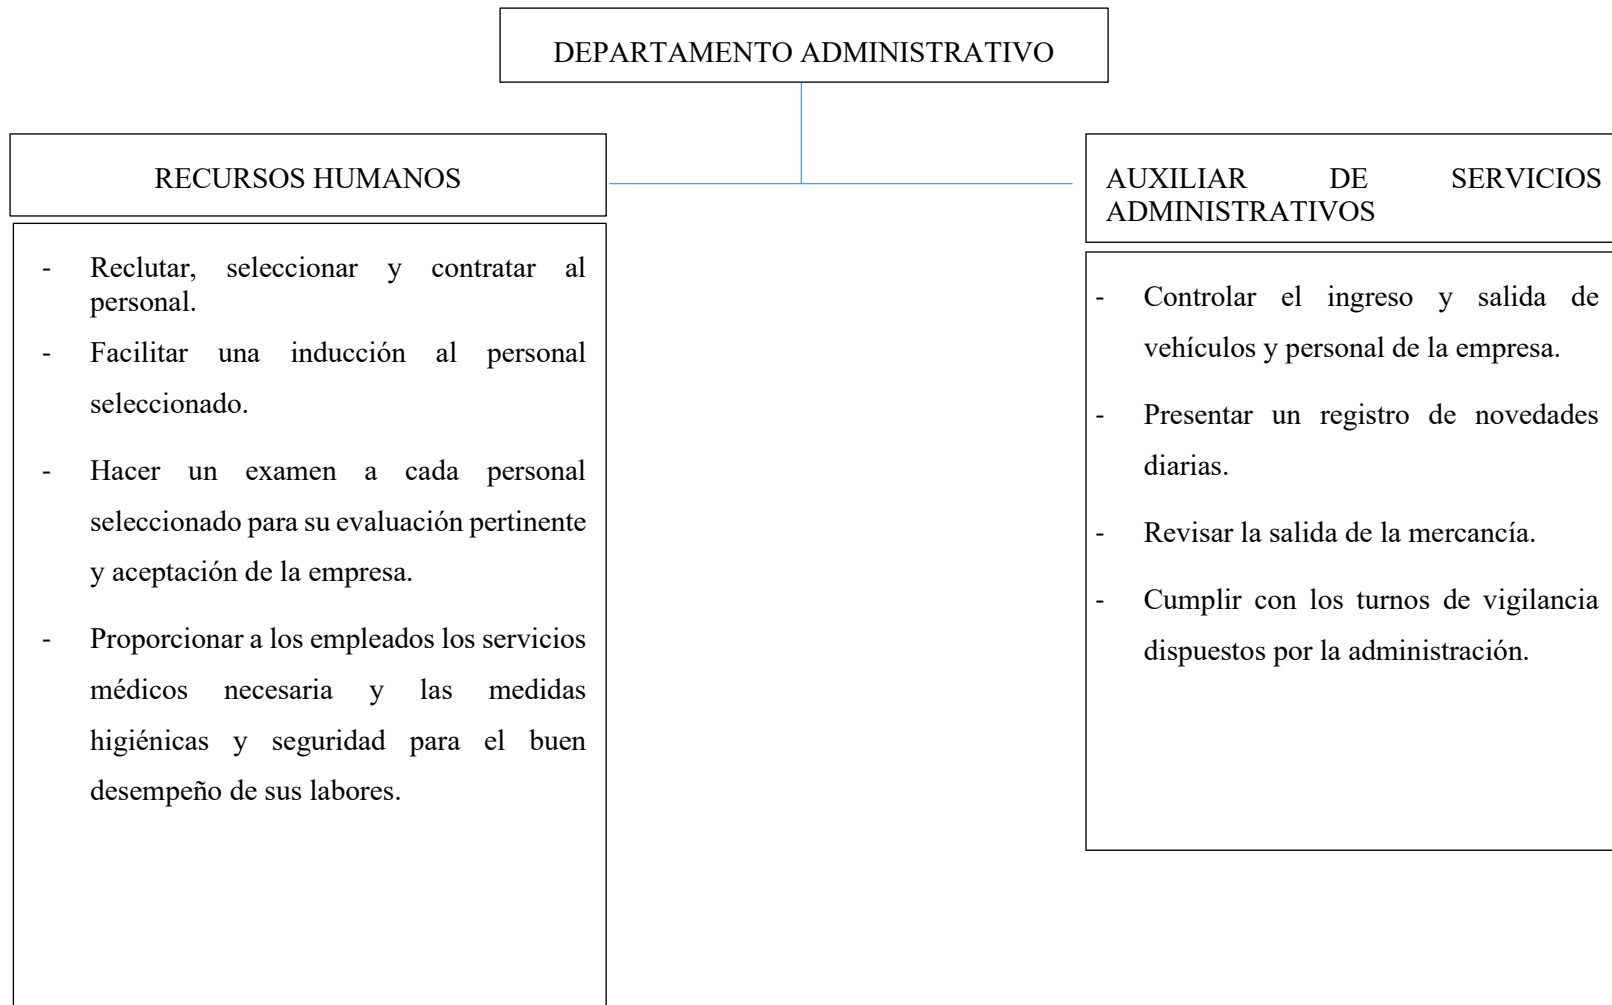 DEPARTAMENTO ADMINISTRATIVO
RECURSOS HUMANOS
- Reclutar, seleccionar y contratar al
personal.
- Facilitar una inducción al personal
seleccionado.
- Hacer un examen a cada personal
seleccionado para su evaluación pertinente
y aceptación de la empresa.
- Proporcionar a los empleados los servicios
médicos necesaria y las medidas
higiénicas y seguridad para el buen
desempeño de sus labores.
AUXILIAR DE SERVICIOS
ADMINISTRATIVOS
- Controlar el ingreso y salida de
vehículos y personal de la empresa.
- Presentar un registro de novedades
diarias.
- Revisar la salida de la mercancía.
- Cumplir con los turnos de vigilancia
dispuestos por la administración.